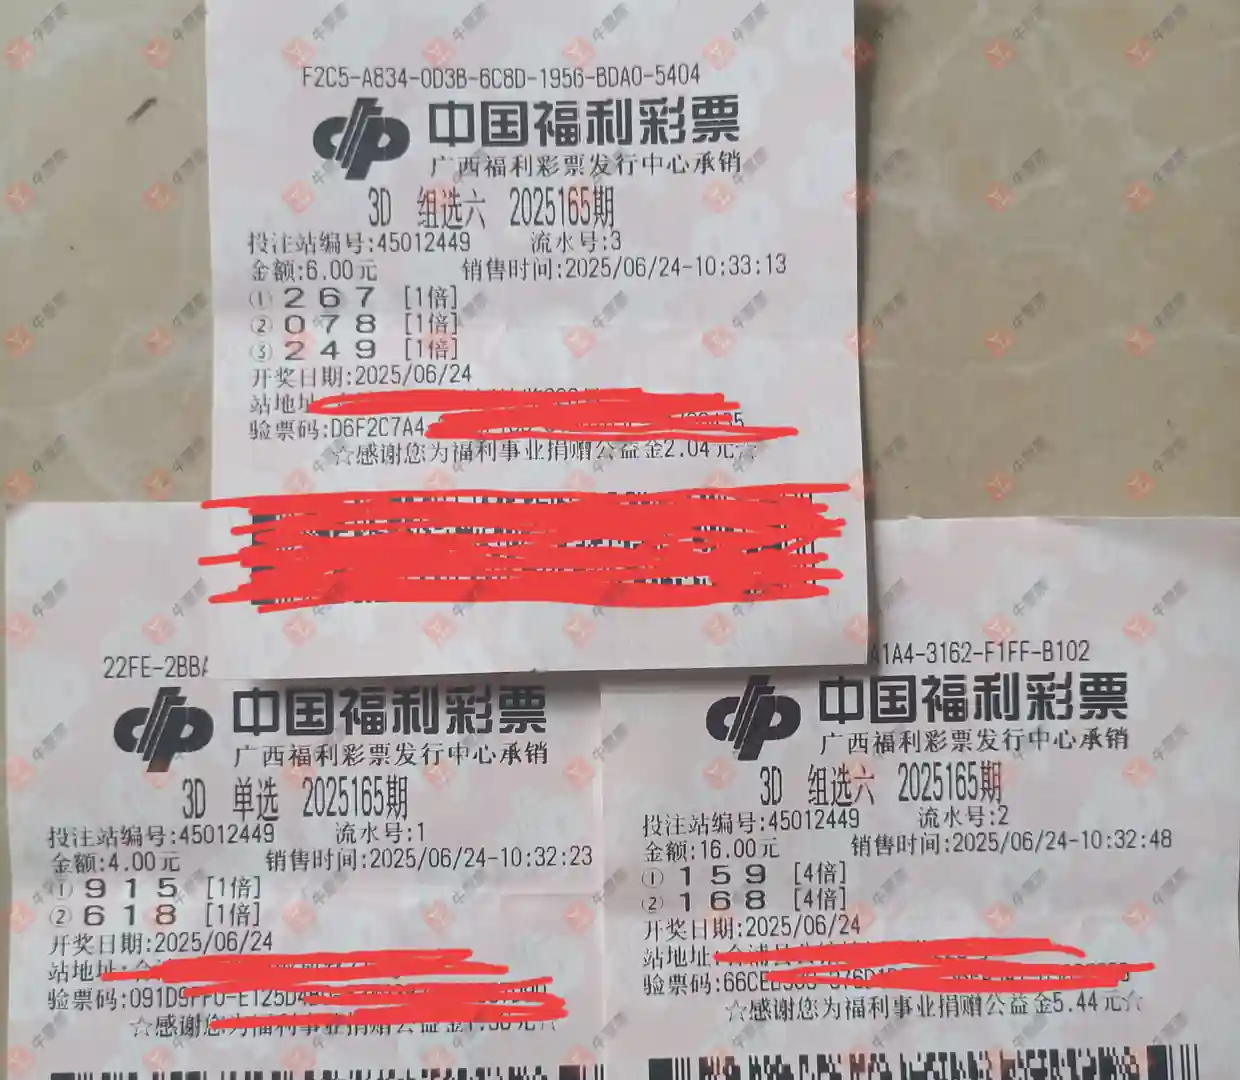 F2C5-A834-0D3B-6C8D-1956-BDA0-5404
中国福利彩票
广西福利彩票发行中心承销
3D 组选六 2025165期
投注站编号:45012449 流水号:3
金额:6.00元 销售时间:2025/06/24-10:33:13
① 2 6 7 [1倍]
② 0 7 8 [1倍]
③ 2 4 9 [1倍]
开奖日期:2025/06/24
站地址
验票码:D6F2C7A4
☆感谢您为福利事业捐赠公益金2.04元☆
22FE-2BBA
中国福利彩票
广西福利彩票发行中心承销
3D 单选 2025165期
投注站编号:45012449 流水号:1
金额:4.00元 销售时间:2025/06/24-10:32:23
① 9 1 5 [1倍]
② 6 1 8 [1倍]
开奖日期:2025/06/24
站地址:
验票码:
☆感谢您为福利事业捐赠公益金
A1A4-3162-F1FF-B102
中国福利彩票
广西福利彩票发行中心承销
3D 组选六 2025165期
投注站编号:45012449 流水号:2
金额:16.00元 销售时间:2025/06/24-10:32:48
① 1 5 9 [4倍]
② 1 6 8 [4倍]
开奖日期:2025/06/24
站地址:
验票码:66CE
☆感谢您为福利事业捐赠公益金5.44元☆